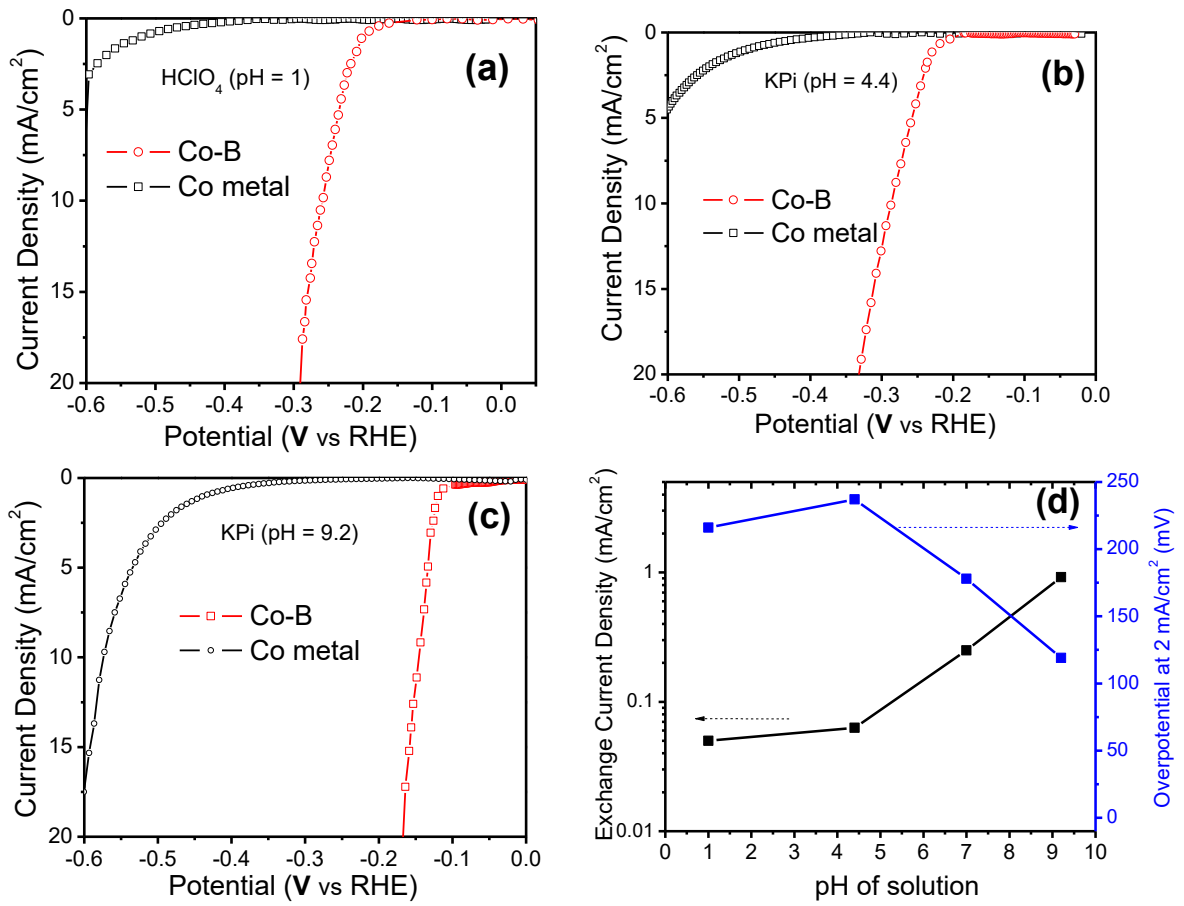 (a)
HClO4 (pH = 1)
Co-B
Co metal
Current Density (mA/cm2)
0
5
10
15
20
-0.6 -0.5 -0.4 -0.3 -0.2 -0.1 0.0
Potential (V vs RHE)
(b)
KPi (pH = 4.4)
Co-B
Co metal
Current Density (mA/cm2)
0
5
10
15
20
-0.6 -0.5 -0.4 -0.3 -0.2 -0.1 0.0
Potential (V vs RHE)
(c)
KPi (pH = 9.2)
Co-B
Co metal
Current Density (mA/cm2)
0
5
10
15
20
-0.6 -0.5 -0.4 -0.3 -0.2 -0.1 0.0
Potential (V vs RHE)
(d)
Exchange Current Density (mA/cm2)
1
0.1
0.01
0 1 2 3 4 5 6 7 8 9 10
pH of solution
250
200
150
100
50
0
Overpotential at 2 mA/cm2 (mV)